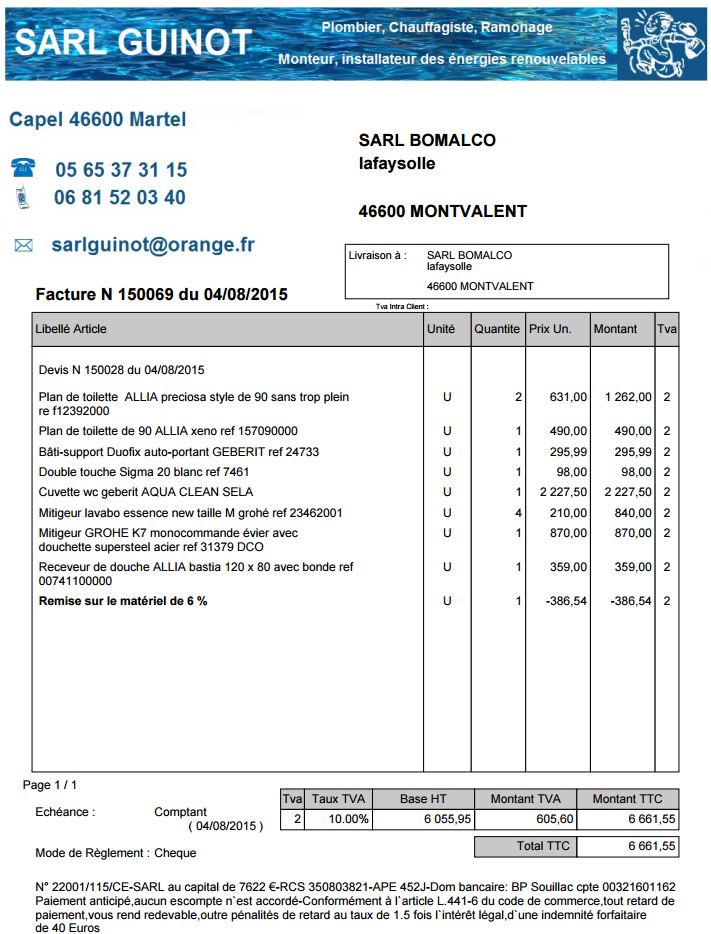 SARL GUINOT
Plombier, Chauffagiste, Ramonage
Monteur, installateur des énergies renouvelables
Capel 46600 Martel
05 65 37 31 15
06 81 52 03 40
sarlguinot@orange.fr
SARL BOMALCO
lafaysolle
46600 MONTVALENT
Livraison à : SARL BOMALCO
lafaysolle
46600 MONTVALENT
Facture N 150069 du 04/08/2015
Tva Intra Client :
Libellé Article Unité Quantite Prix Un. Montant Tva
Devis N 150028 du 04/08/2015
Plan de toilette ALLIA preciosa style de 90 sans trop plein U 2 631,00 1 262,00 2
re f12392000
Plan de toilette de 90 ALLIA xeno ref 157090000 U 1 490,00 490,00 2
Bâti-support Duofix auto-portant GEBERIT ref 24733 U 1 295,99 295,99 2
Double touche Sigma 20 blanc ref 7461 U 1 98,00 98,00 2
Cuvette wc geberit AQUA CLEAN SELA U 1 2 227,50 2 227,50 2
Mitigeur lavabo essence new taille M grohé ref 23462001 U 4 210,00 840,00 2
Mitigeur GROHE K7 monocommande évier avec U 1 870,00 870,00 2
douchette supersteel acier ref 31379 DCO
Receveur de douche ALLIA bastia 120 x 80 avec bonde ref U 1 359,00 359,00 2
00741100000
Remise sur le matériel de 6 % U 1 -386,54 -386,54 2
Page 1 / 1
Echéance : Comptant
( 04/08/2015 )
Mode de Règlement : Cheque
Tva Taux TVA Base HT Montant TVA Montant TTC
2 10.00% 6 055,95 605,60 6 661,55
Total TTC 6 661,55
N° 22001/115/CE-SARL au capital de 7622 €-RCS 350803821-APE 452J-Dom bancaire: BP Souillac cpte 00321601162
Paiement anticipé,aucun escompte n`est accordé-Conformément à l`article L.441-6 du code de commerce,tout retard de
paiement,vous rend redevable,outre pénalités de retard au taux de 1.5 fois l`intérêt légal,d`une indemnité forfaitaire
de 40 Euros